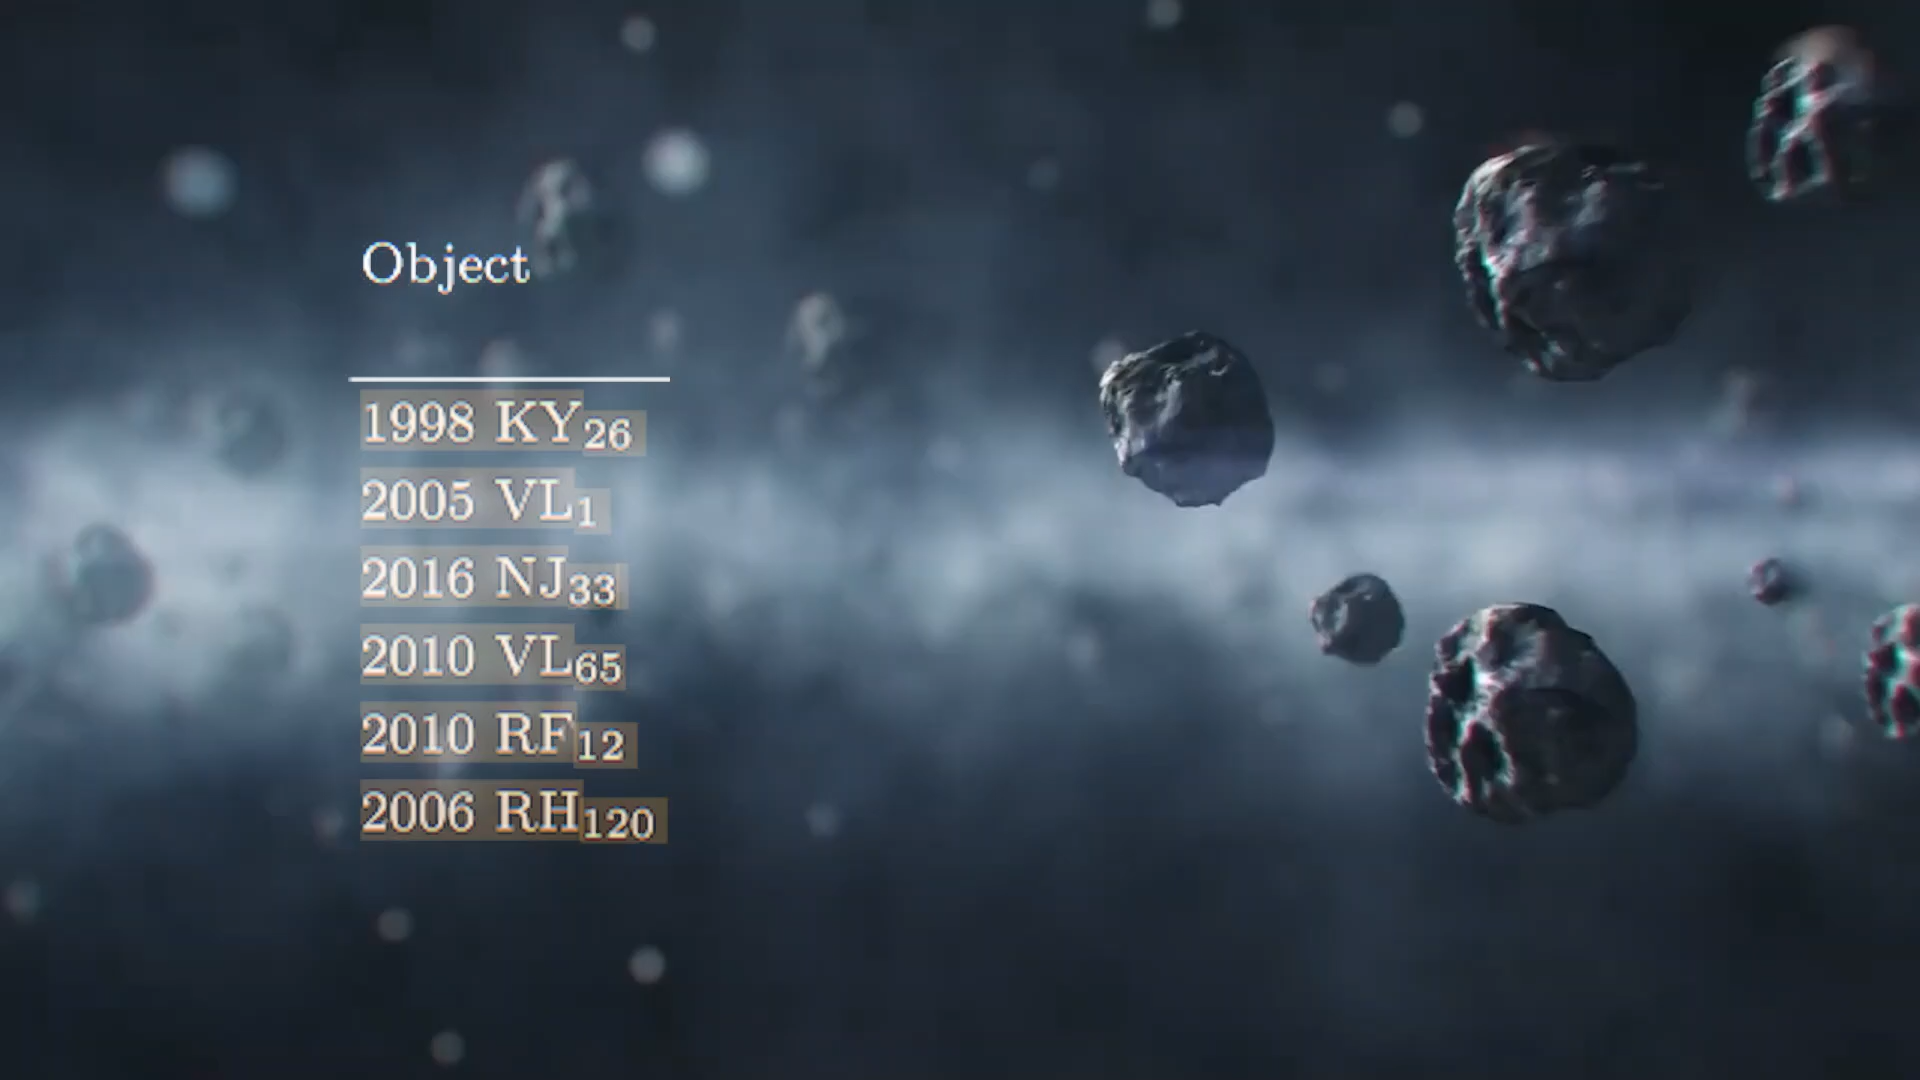 Object
1998 KY₂₆
2005 VL₁
2016 NJ₃₃
2010 VL₆₅
2010 RF₁₂
2006 RH₁₂₀